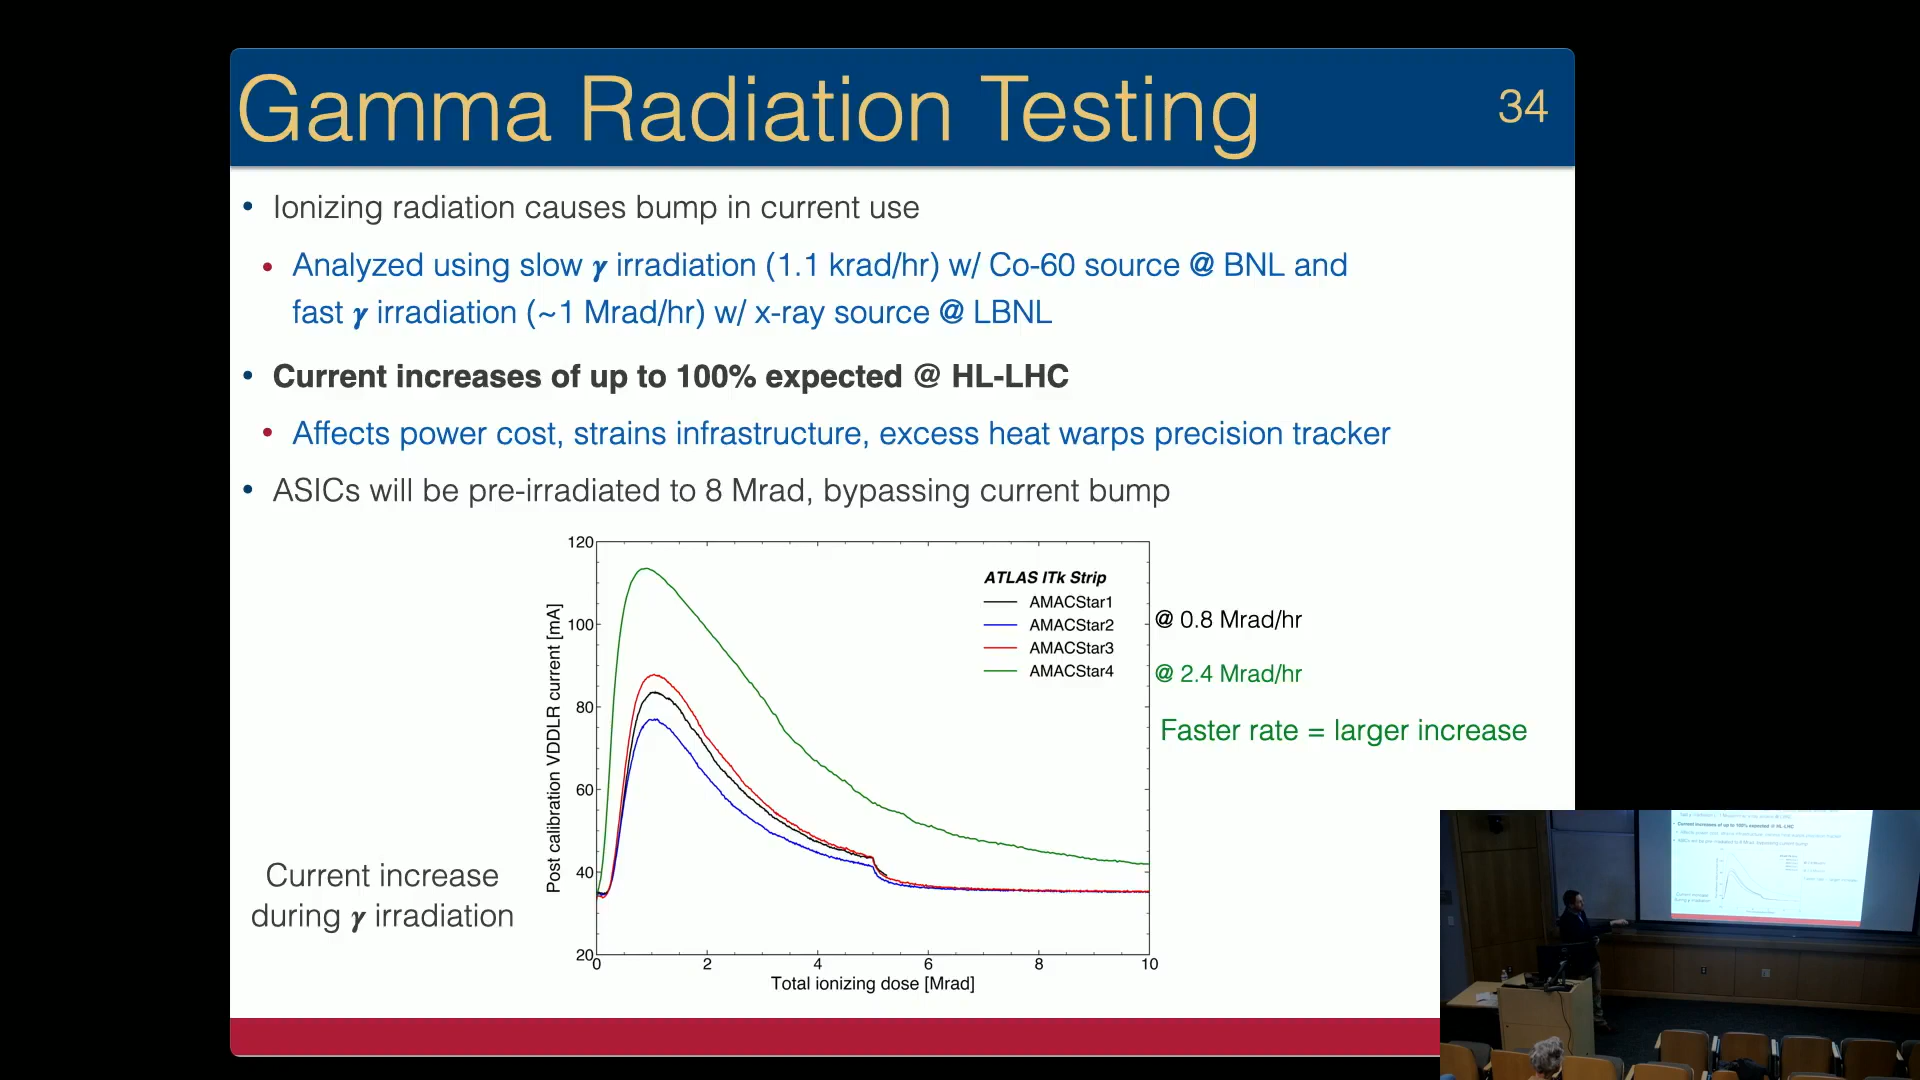 Gamma Radiation Testing
34
• Ionizing radiation causes bump in current use
• Analyzed using slow γ irradiation (1.1 krad/hr) w/ Co-60 source @ BNL and
fast γ irradiation (~1 Mrad/hr) w/ x-ray source @ LBNL
• Current increases of up to 100% expected @ HL-LHC
• Affects power cost, strains infrastructure, excess heat warps precision tracker
• ASICs will be pre-irradiated to 8 Mrad, bypassing current bump
Current increase
during γ irradiation
Post calibration VDDLR current [mA]
120
100
80
60
40
20
0 2 4 6 8 10
Total ionizing dose [Mrad]
ATLAS ITk Strip
AMACStar1
AMACStar2
AMACStar3
AMACStar4
@ 0.8 Mrad/hr
@ 2.4 Mrad/hr
Faster rate = larger increase